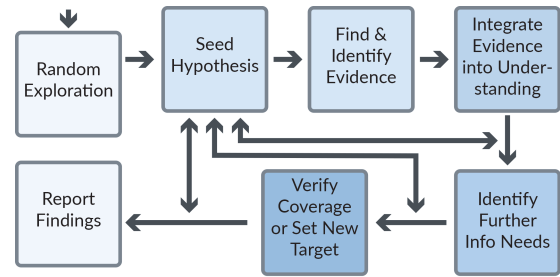 Random
Exploration
Seed
Hypothesis
Find &
Identify
Evidence
Integrate
Evidence
into Under-
standing
Report
Findings
Verify
Coverage
or Set New
Target
Identify
Further
Info Needs